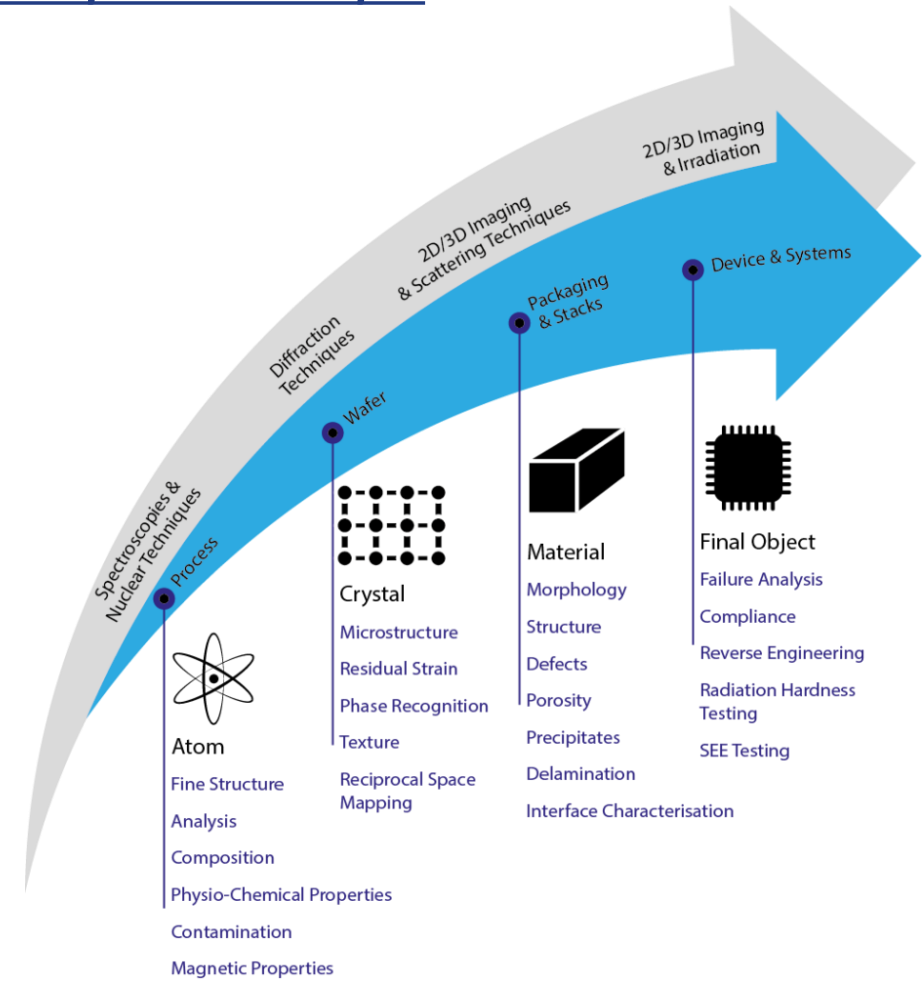 2D/3D Imaging
& Irradiation
2D/3D Imaging
& Scattering Techniques
Diffraction
Techniques
Spectroscopies &
Nuclear Techniques
Device & Systems
Packaging
& Stacks
Wafer
Process
Atom
Fine Structure
Analysis
Composition
Physio-Chemical Properties
Contamination
Magnetic Properties
Crystal
Microstructure
Residual Strain
Phase Recognition
Texture
Reciprocal Space
Mapping
Material
Morphology
Structure
Defects
Porosity
Precipitates
Delamination
Interface Characterisation
Final Object
Failure Analysis
Compliance
Reverse Engineering
Radiation Hardness
Testing
SEE Testing